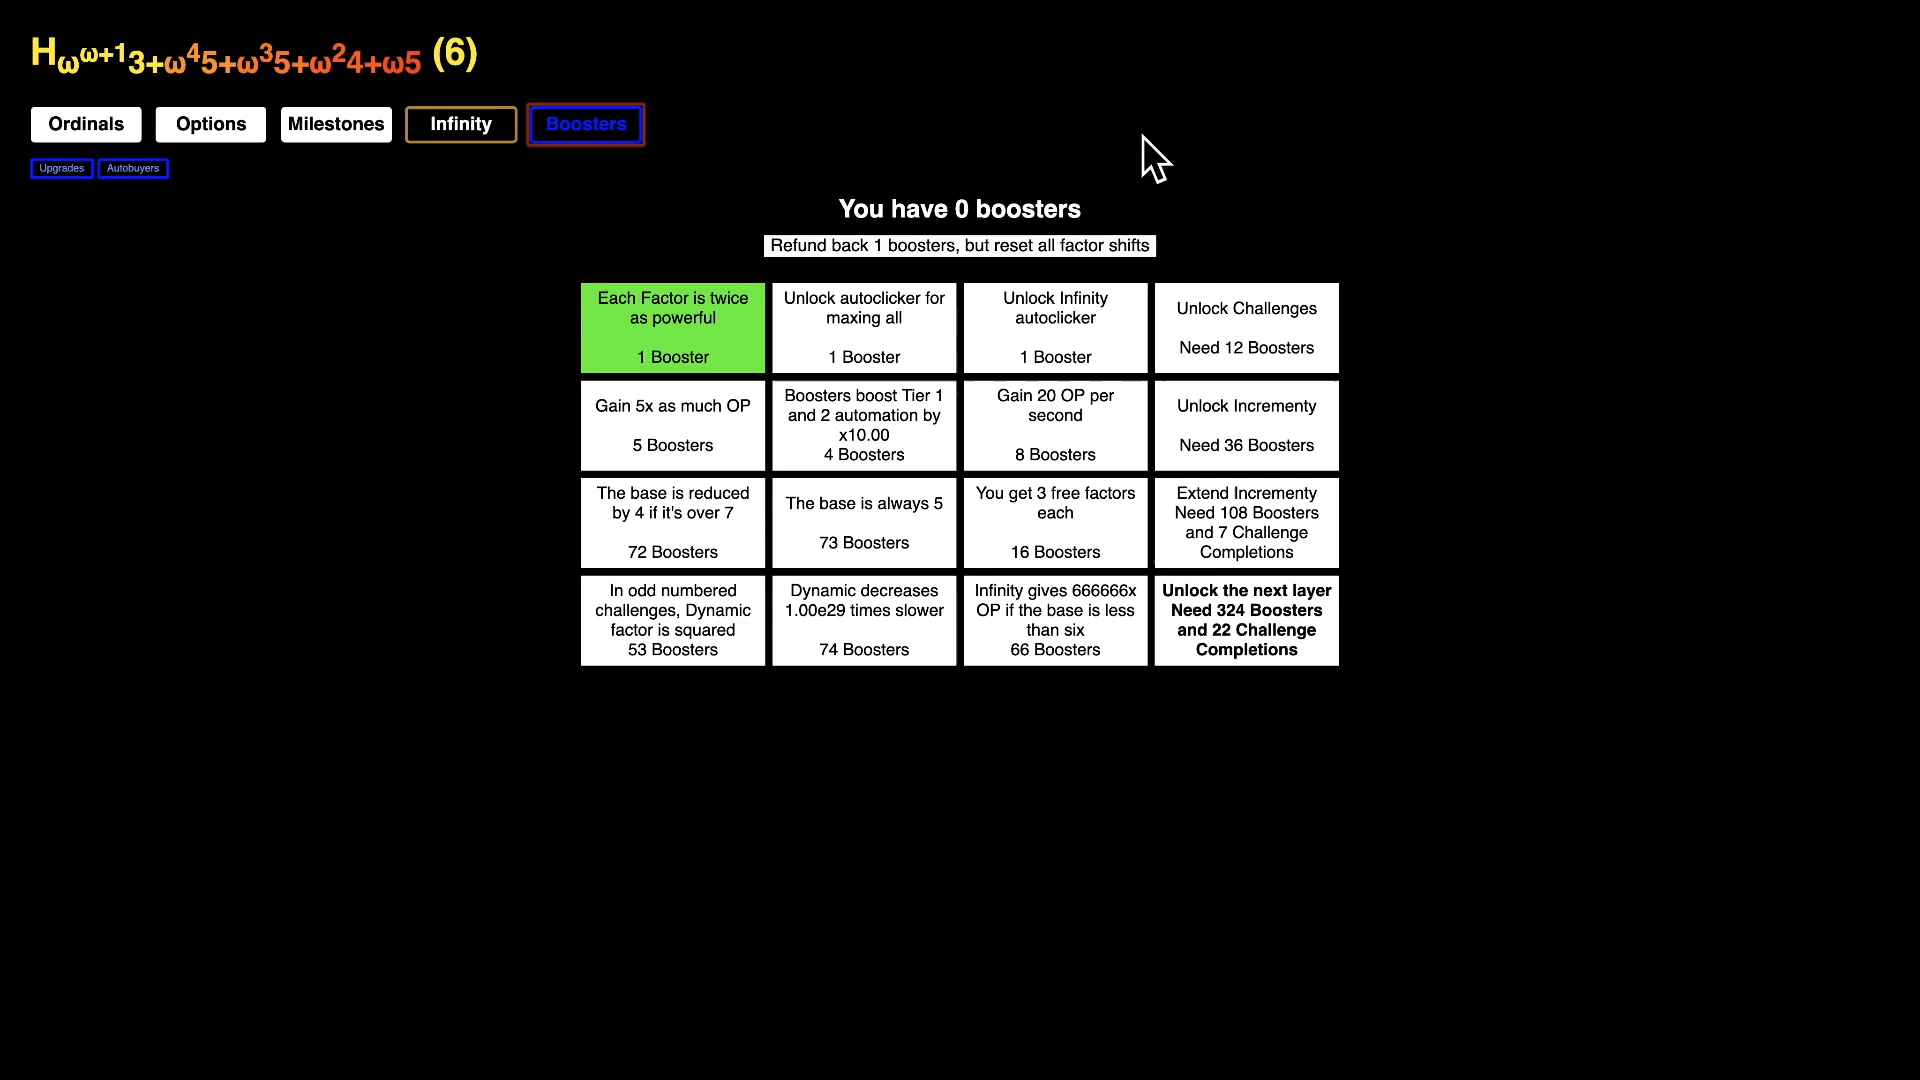 Hωω+13+ω45+ω35+ω24+ω5 (6)
Ordinals Options Milestones Infinity Boosters
Upgrades Autobuyers
You have 0 boosters
Refund back 1 boosters, but reset all factor shifts
Each Factor is twice
as powerful
1 Booster
Unlock autoclicker for
maxing all
1 Booster
Unlock Infinity
autoclicker
1 Booster
Unlock Challenges
Need 12 Boosters
Gain 5x as much OP
5 Boosters
Boosters boost Tier 1
and 2 automation by
x10.00
4 Boosters
Gain 20 OP per
second
8 Boosters
Unlock Incrementy
Need 36 Boosters
The base is reduced
by 4 if it's over 7
72 Boosters
The base is always 5
73 Boosters
You get 3 free factors
each
16 Boosters
Extend Incrementy
Need 108 Boosters
and 7 Challenge
Completions
In odd numbered
challenges, Dynamic
factor is squared
53 Boosters
Dynamic decreases
1.00e29 times slower
74 Boosters
Infinity gives 666666x
OP if the base is less
than six
66 Boosters
Unlock the next layer
Need 324 Boosters
and 22 Challenge
Completions